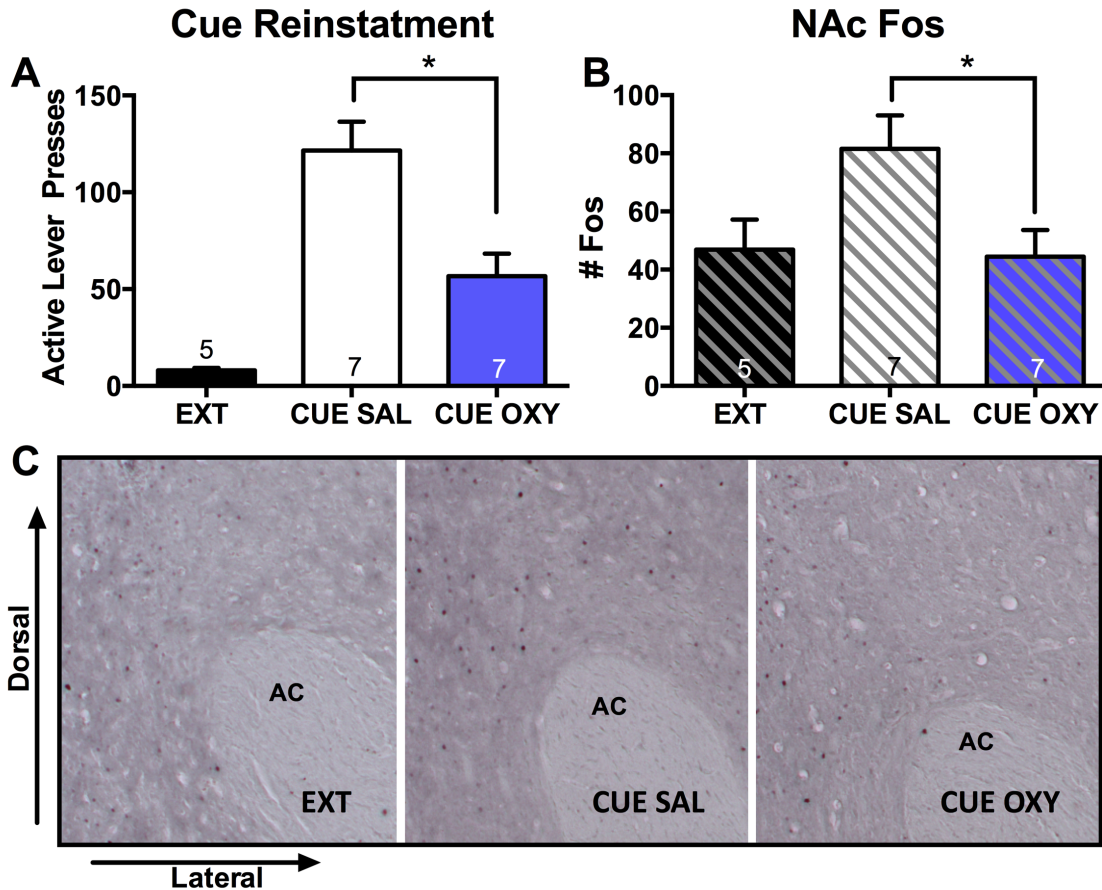 Cue Reinstatment
NAc Fos
A
Active Lever Presses
150
100
50
0
*
5
7
7
EXT
CUE SAL
CUE OXY
B
# Fos
100
80
60
40
20
0
*
5
7
7
EXT
CUE SAL
CUE OXY
C
Dorsal
Lateral
AC
EXT
AC
CUE SAL
AC
CUE OXY